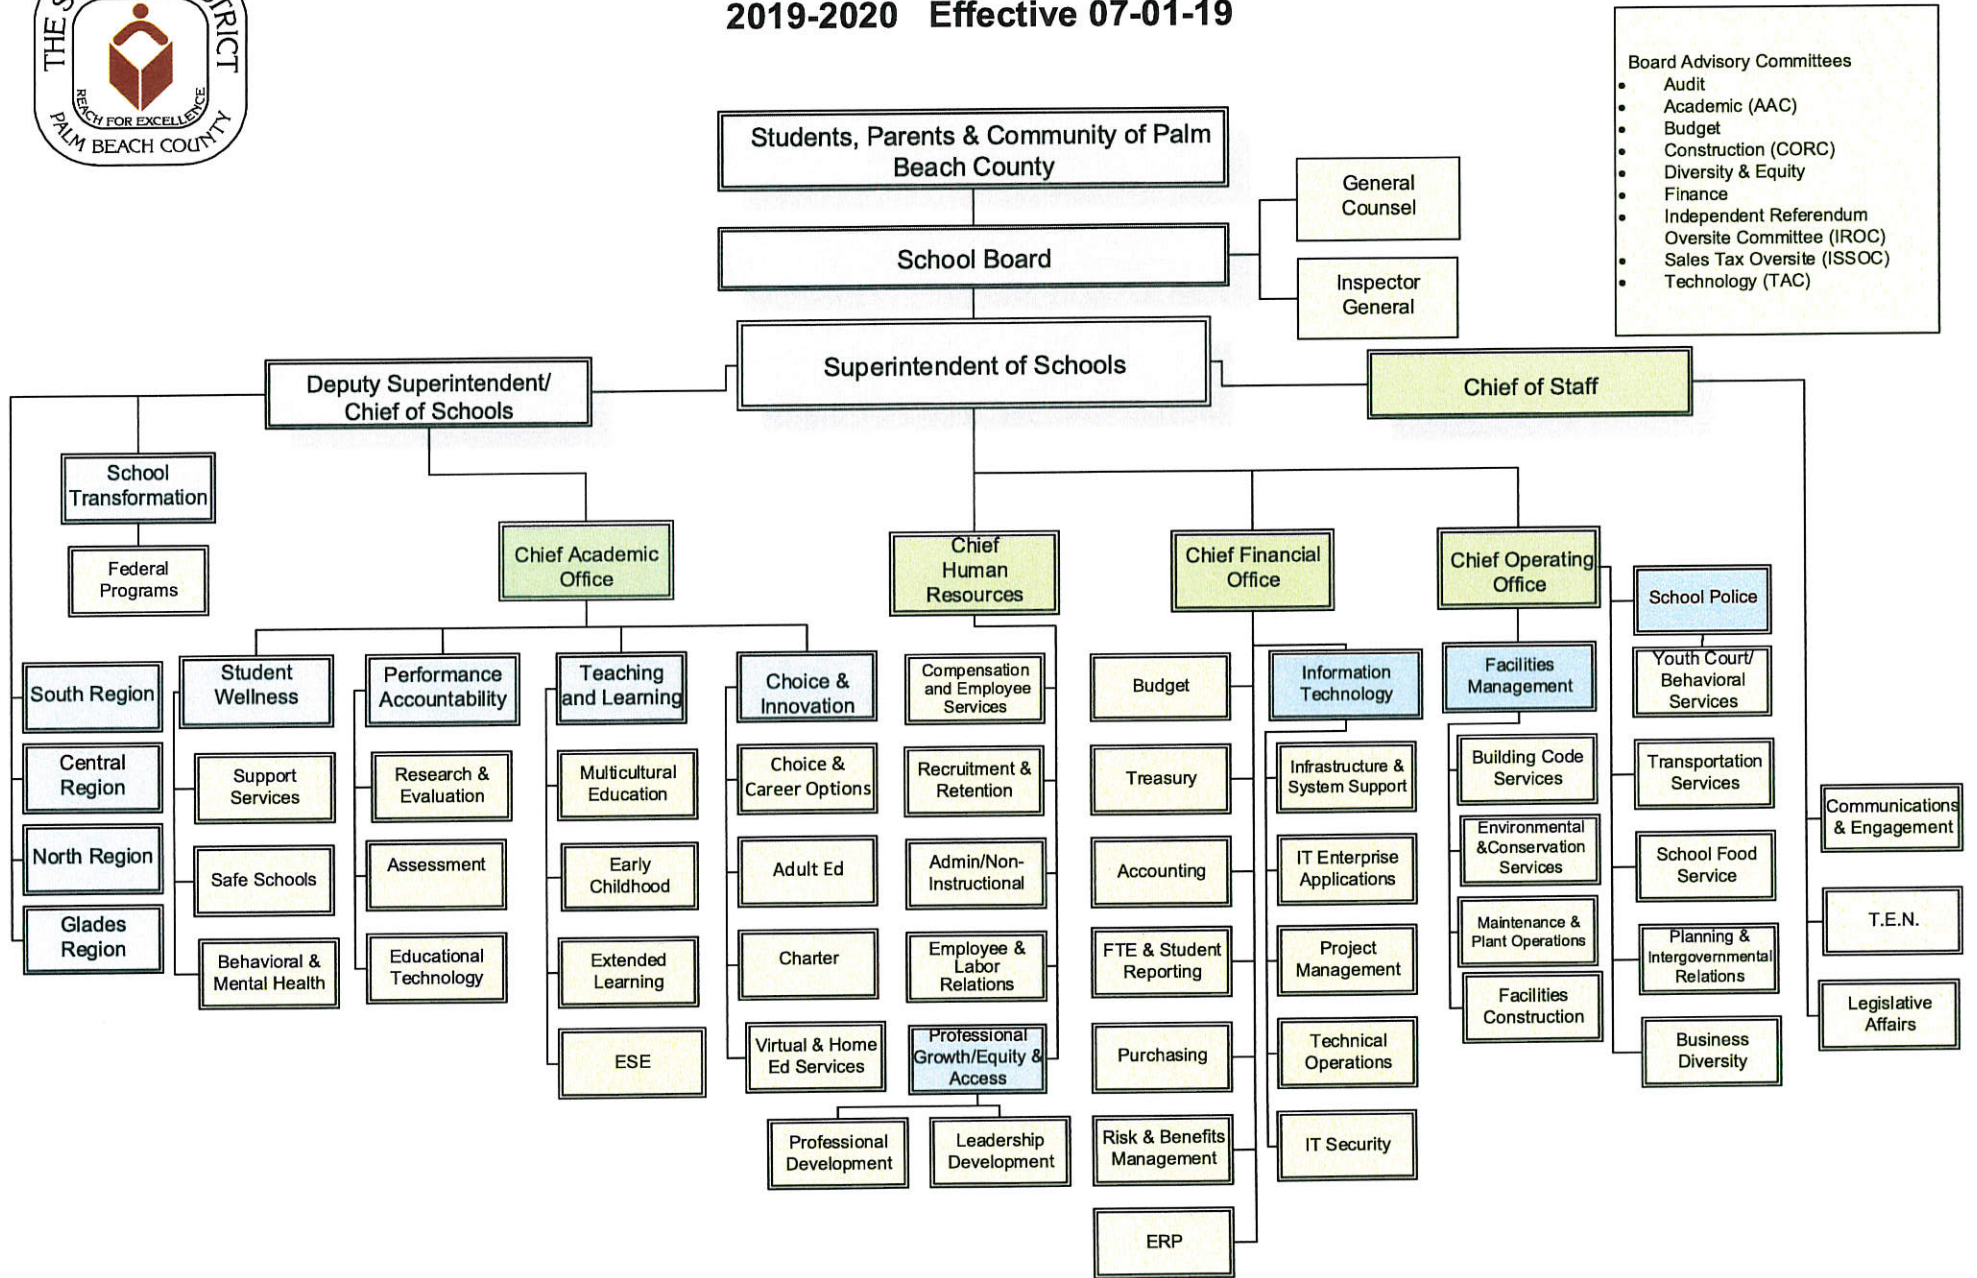 THE S
TRICT
REACH FOR EXCELLENCE
PALM BEACH COUNTY
2019-2020 Effective 07-01-19
Board Advisory Committees
• Audit
• Academic (AAC)
• Budget
• Construction (CORC)
• Diversity & Equity
• Finance
• Independent Referendum
Oversite Committee (IROC)
• Sales Tax Oversite (ISSOC)
• Technology (TAC)
Students, Parents & Community of Palm
Beach County
General
Counsel
School Board
Inspector
General
Superintendent of Schools
Deputy Superintendent/
Chief of Schools
Chief of Staff
School
Transformation
Federal
Programs
Chief Academic
Office
Chief
Human
Resources
Chief Financial
Office
Chief Operating
Office
School Police
South Region
Central
Region
North Region
Glades
Region
Student
Wellness
Support
Services
Safe Schools
Behavioral &
Mental Health
Performance
Accountability
Research &
Evaluation
Assessment
Educational
Technology
Teaching
and Learning
Multicultural
Education
Early
Childhood
Extended
Learning
ESE
Choice &
Innovation
Choice &
Career Options
Adult Ed
Charter
Virtual & Home
Ed Services
Compensation
and Employee
Services
Recruitment &
Retention
Admin/Non-
Instructional
Employee &
Labor
Relations
Professional
Growth/Equity &
Access
Professional
Development
Leadership
Development
Budget
Treasury
Accounting
FTE & Student
Reporting
Purchasing
Risk & Benefits
Management
ERP
Information
Technology
Infrastructure &
System Support
IT Enterprise
Applications
Project
Management
Technical
Operations
IT Security
Facilities
Management
Building Code
Services
Environmental
&Conservation
Services
Maintenance &
Plant Operations
Facilities
Construction
Youth Court/
Behavioral
Services
Transportation
Services
School Food
Service
Planning &
Intergovernmental
Relations
Business
Diversity
Communications
& Engagement
T.E.N.
Legislative
Affairs